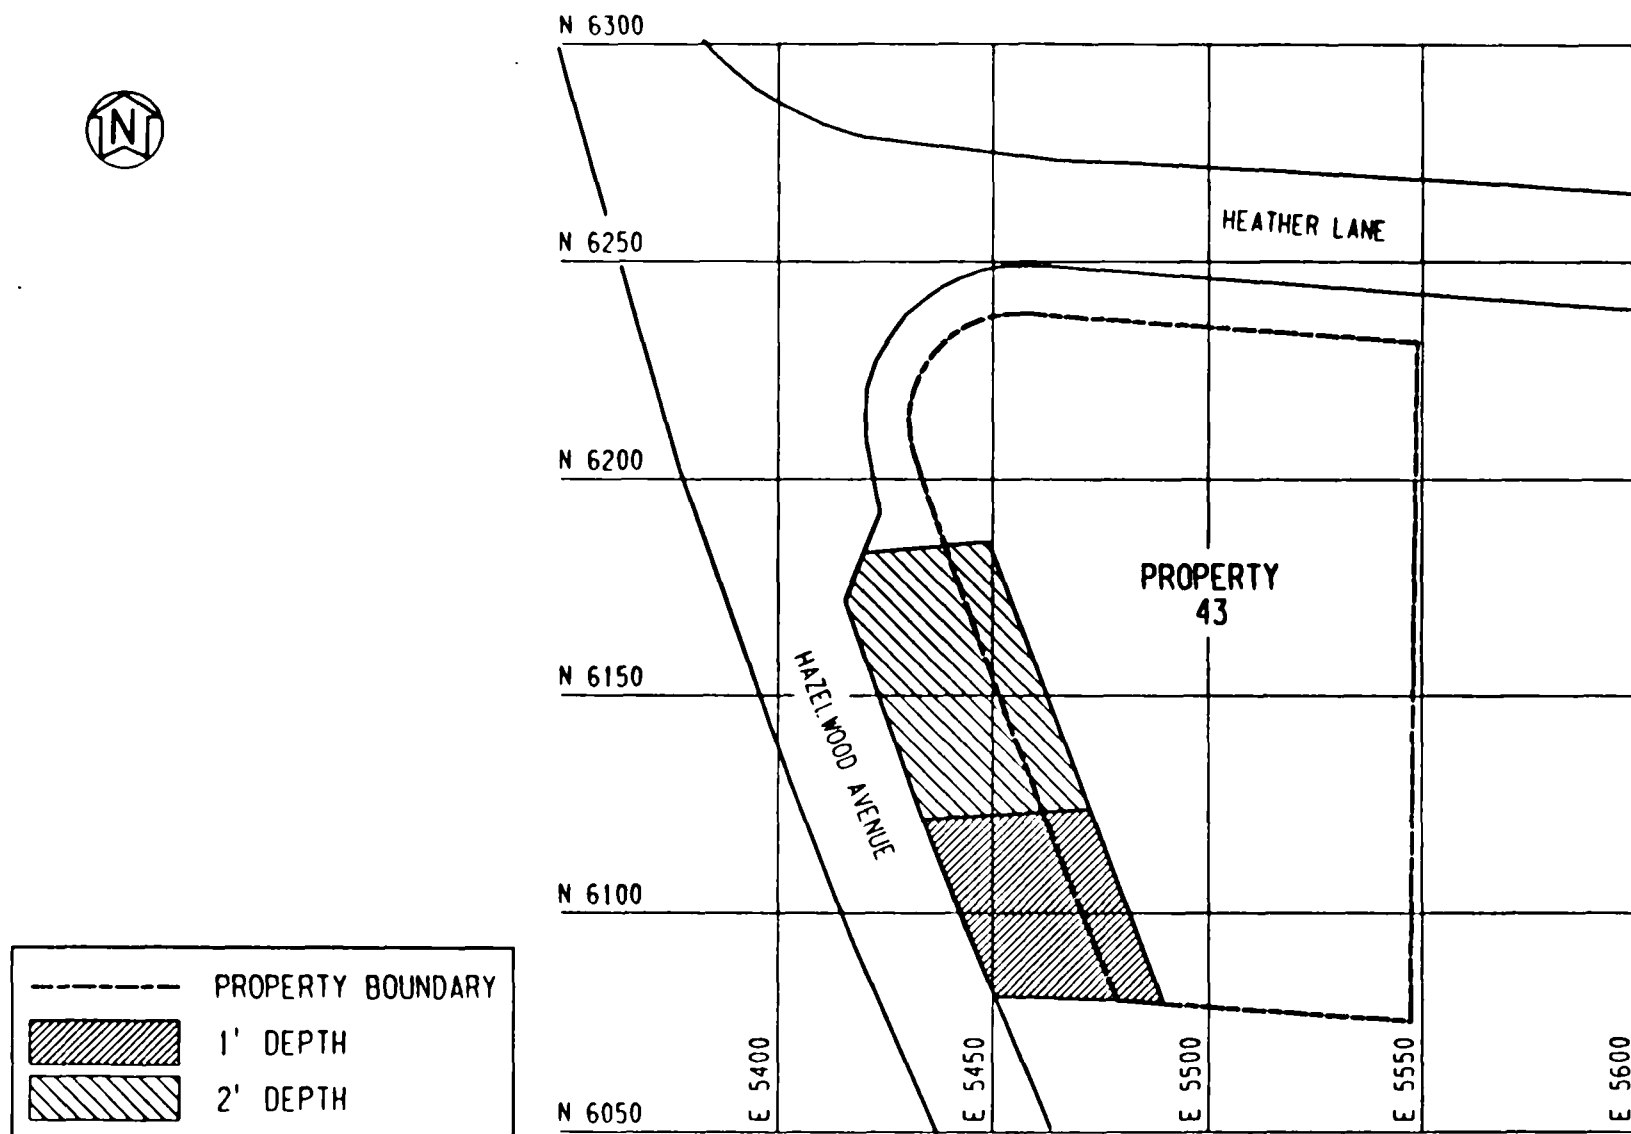 N 6300
N
HEATHER LANE
N 6250
N 6200
PROPERTY
43
N 6150
HAZELWOOD AVENUE
N 6100
PROPERTY BOUNDARY
1' DEPTH
2' DEPTH
N 6050
E 5400
E 5450
E 5500
E 5550
E 5600